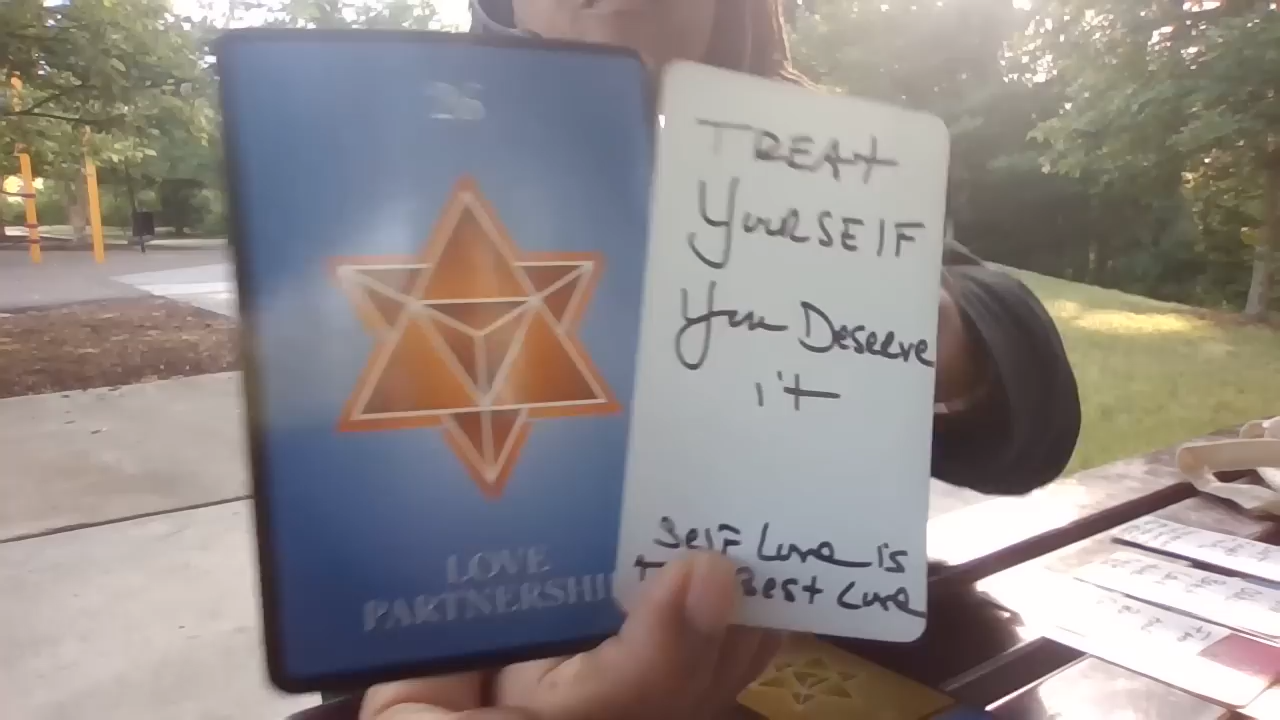 LOVE
PARTNERSHI
TREAt
YourSElF
You Deserve
it
Self Love is
Best Love